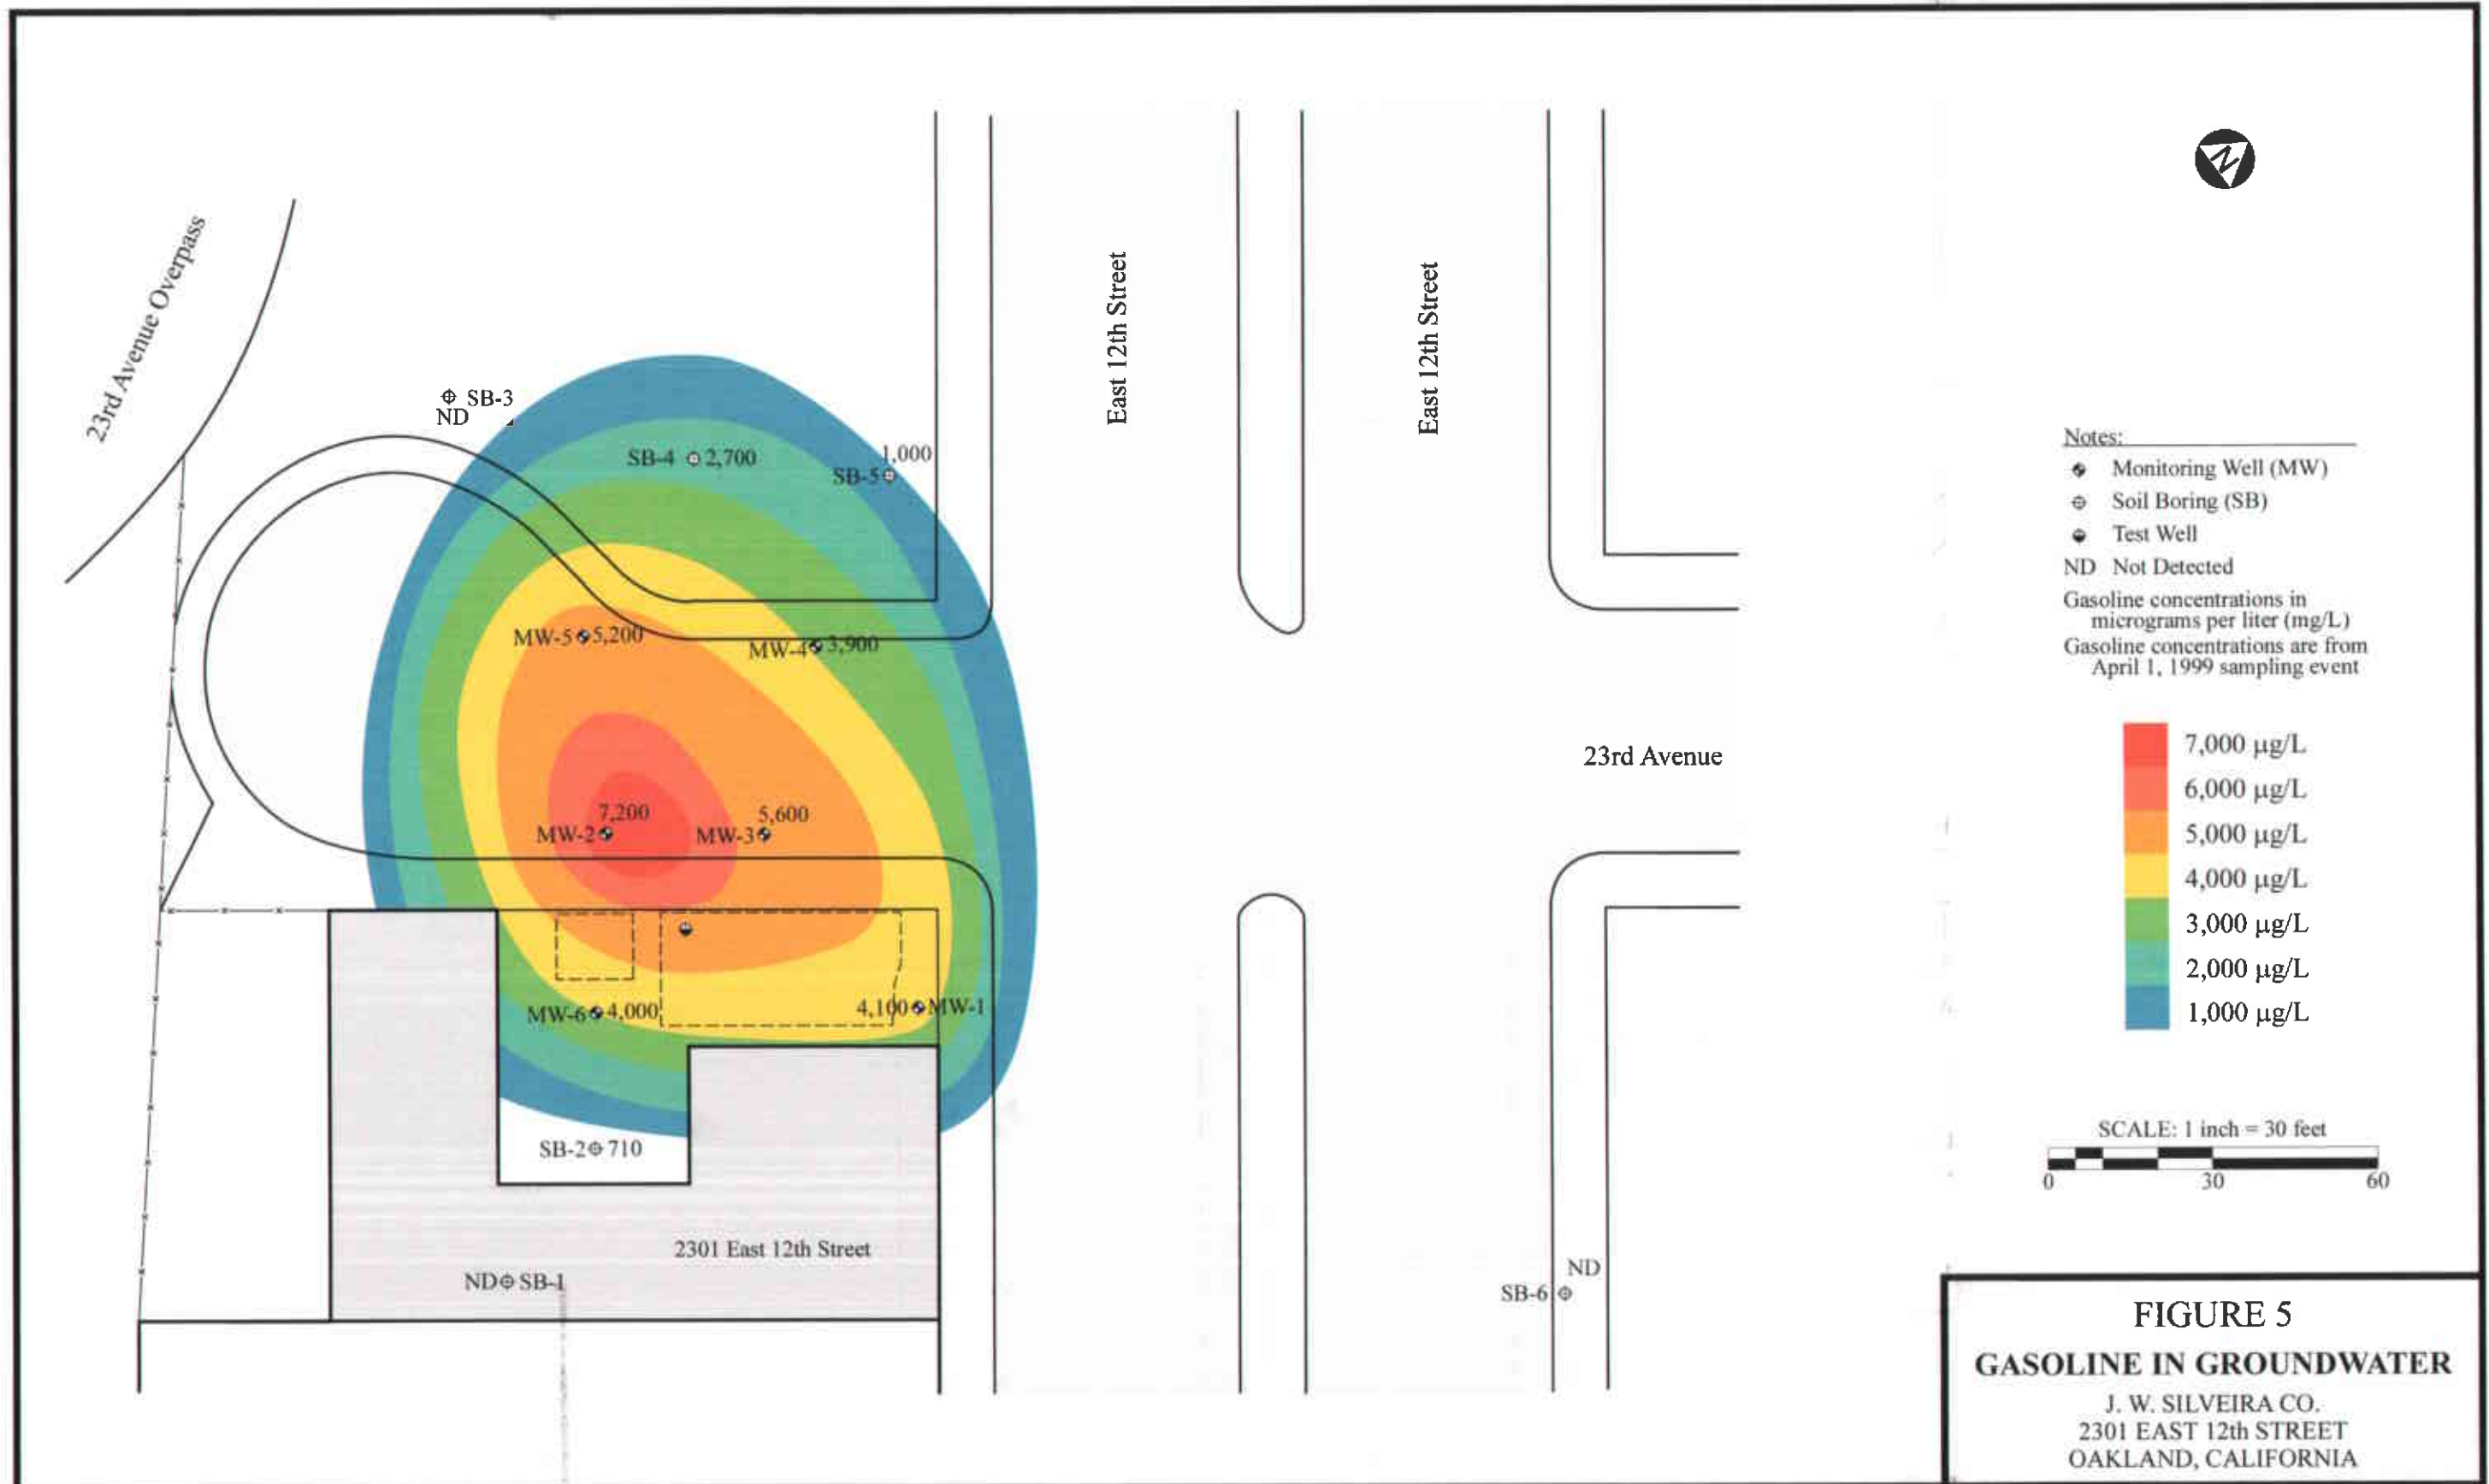 N
23rd Avenue Overpass
East 12th Street
East 12th Street
SB-3
ND
SB-4 2,700
1,000
SB-5
MW-5 5,200
MW-4 3,900
7,200
MW-2
5,600
MW-3
23rd Avenue
MW-6 4,000
4,100 MW-1
SB-2 710
2301 East 12th Street
ND SB-1
ND
SB-6
Notes:
Monitoring Well (MW)
Soil Boring (SB)
Test Well
ND Not Detected
Gasoline concentrations in
micrograms per liter (mg/L)
Gasoline concentrations are from
April 1, 1999 sampling event
7,000 µg/L
6,000 µg/L
5,000 µg/L
4,000 µg/L
3,000 µg/L
2,000 µg/L
1,000 µg/L
SCALE: 1 inch = 30 feet
0 30 60
FIGURE 5
GASOLINE IN GROUNDWATER
J. W. SILVEIRA CO.
2301 EAST 12th STREET
OAKLAND, CALIFORNIA